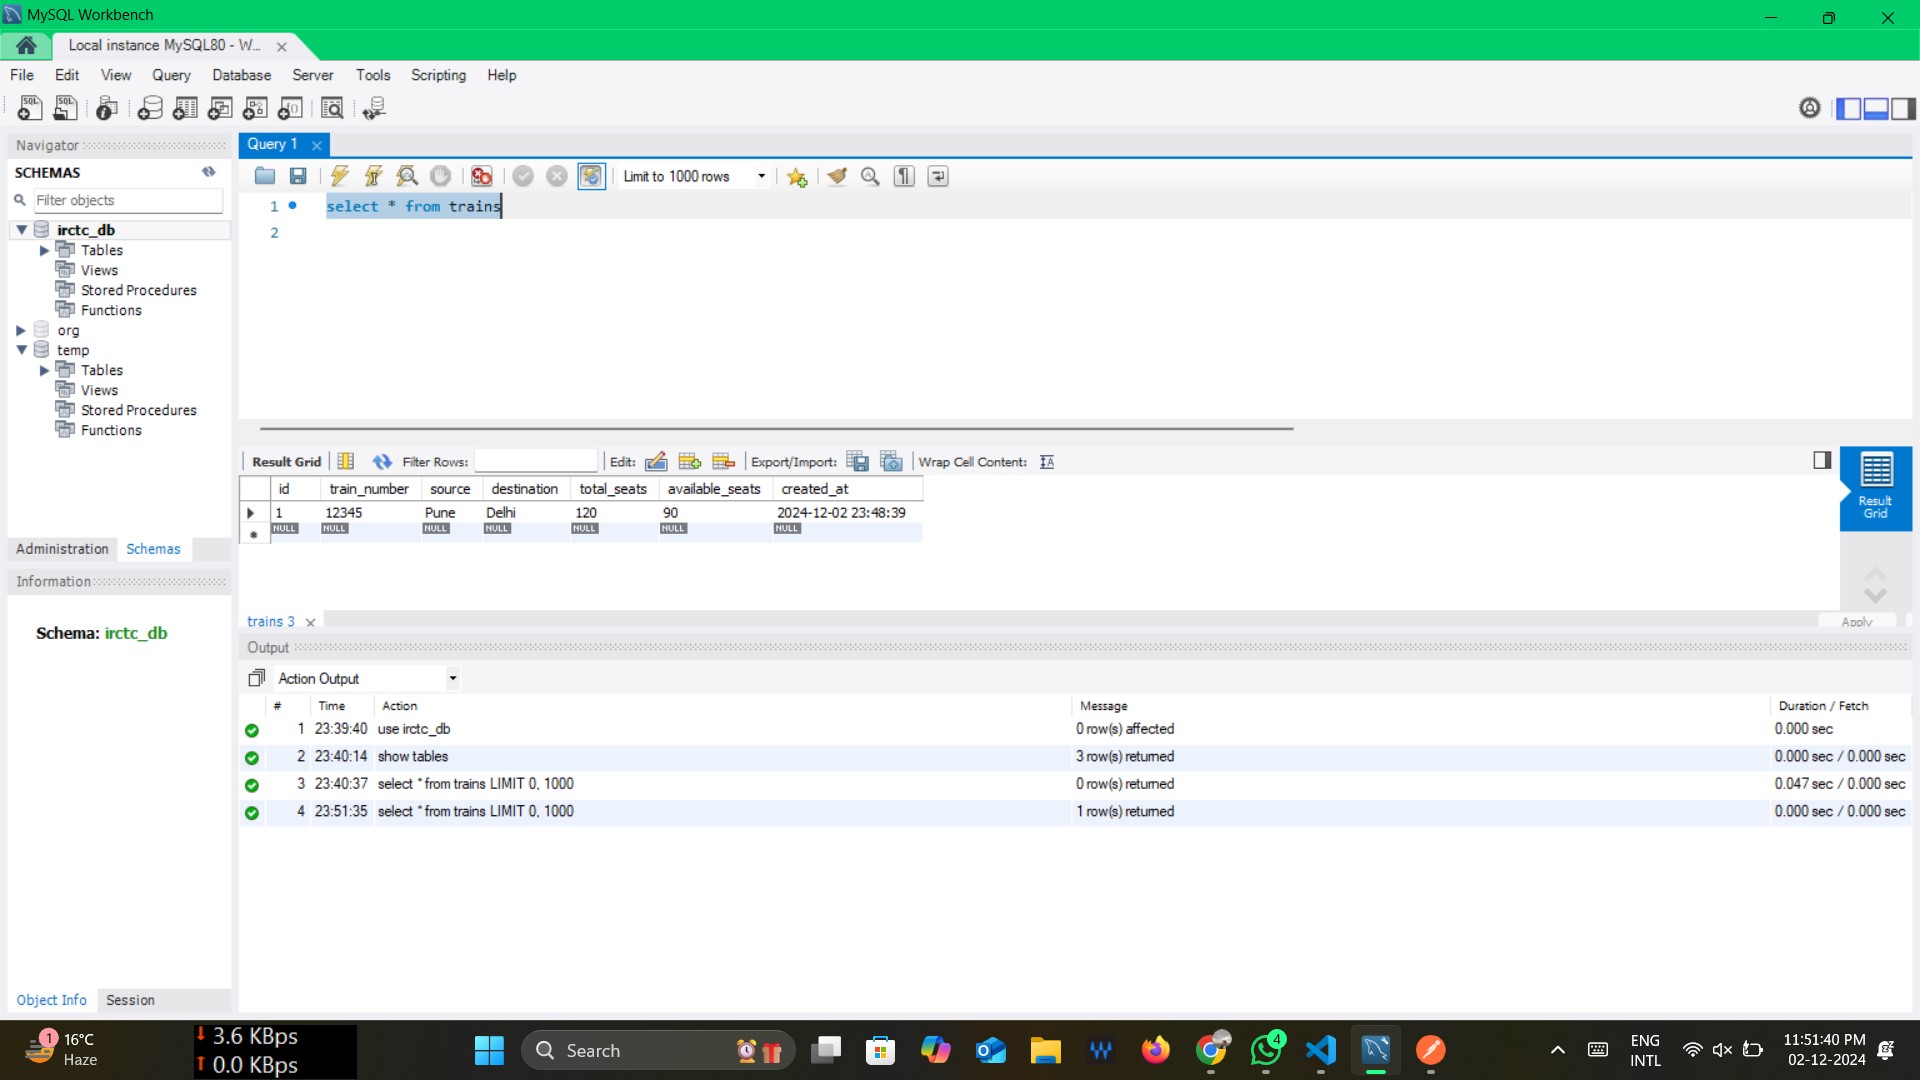 MySQL Workbench
Local instance MySQL80 - W...
File Edit View Query Database Server Tools Scripting Help
Navigator
Query 1
SCHEMAS
Limit to 1000 rows
Filter objects
1 select * from trains
2
irctc_db
Tables
Views
Stored Procedures
Functions
org
temp
Tables
Views
Stored Procedures
Functions
Result Grid Filter Rows: Edit: Export/Import: Wrap Cell Content:
Result
Grid
id train_number source destination total_seats available_seats created_at
1 12345 Pune Delhi 120 90 2024-12-02 23:48:39
NULL NULL NULL NULL NULL NULL NULL
Administration Schemas
Information
Schema: irctc_db
trains 3
Apply
Output
Action Output
# Time Action Message Duration / Fetch
1 23:39:40 use irctc_db 0 row(s) affected 0.000 sec
2 23:40:14 show tables 3 row(s) returned 0.000 sec / 0.000 sec
3 23:40:37 select * from trains LIMIT 0, 1000 0 row(s) returned 0.047 sec / 0.000 sec
4 23:51:35 select * from trains LIMIT 0, 1000 1 row(s) returned 0.000 sec / 0.000 sec
Object Info Session
1
16°C
Haze
3.6 KBps
0.0 KBps
Search
4
ENG
INTL
11:51:40 PM
02-12-2024